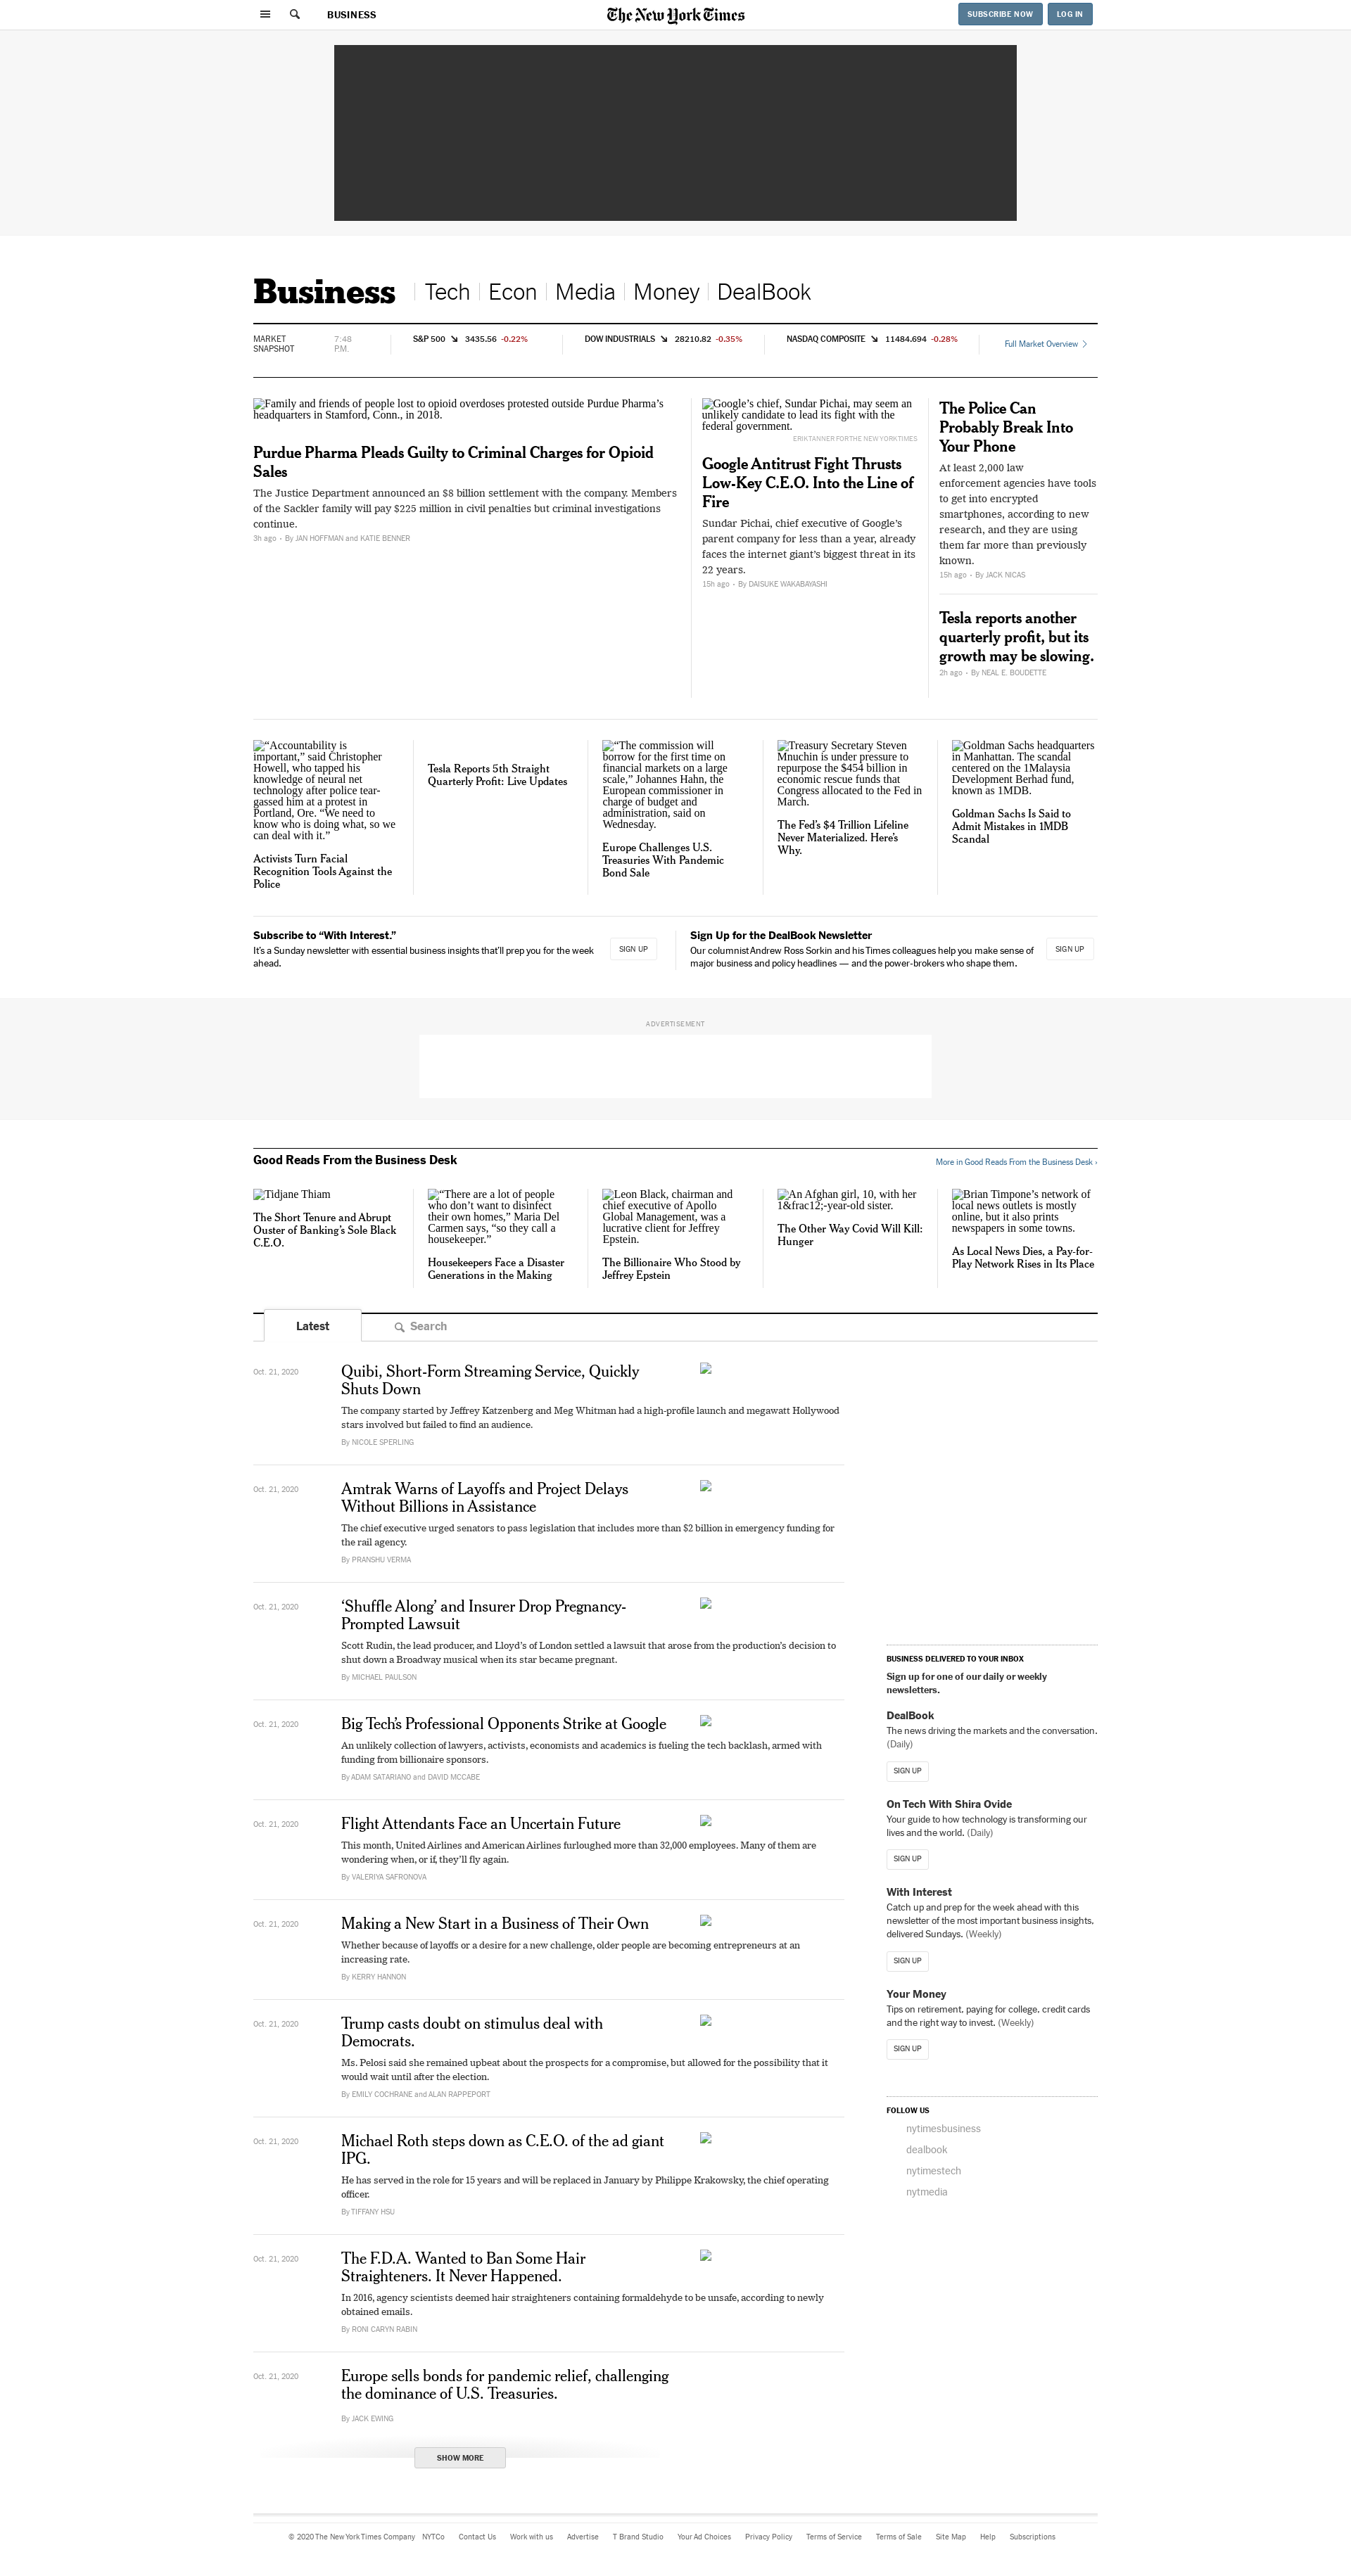 BUSINESS
The New York Times
SUBSCRIBE NOW
LOG IN
Business
Tech
Econ
Media
Money
DealBook
MARKET
SNAPSHOT
7:48
P.M.
S&P 500 3435.56 -0.22%
DOW INDUSTRIALS 28210.82 -0.35%
NASDAQ COMPOSITE 11484.694 -0.28%
Full Market Overview
Family and friends of people lost to opioid overdoses protested outside Purdue Pharma’s
headquarters in Stamford, Conn., in 2018.
Purdue Pharma Pleads Guilty to Criminal Charges for Opioid
Sales
The Justice Department announced an $8 billion settlement with the company. Members
of the Sackler family will pay $225 million in civil penalties but criminal investigations
continue.
3h ago • By JAN HOFFMAN and KATIE BENNER
Google’s chief, Sundar Pichai, may seem an
unlikely candidate to lead its fight with the
federal government.
ERIK TANNER FOR THE NEW YORK TIMES
Google Antitrust Fight Thrusts
Low-Key C.E.O. Into the Line of
Fire
Sundar Pichai, chief executive of Google’s
parent company for less than a year, already
faces the internet giant’s biggest threat in its
22 years.
15h ago • By DAISUKE WAKABAYASHI
The Police Can
Probably Break Into
Your Phone
At least 2,000 law
enforcement agencies have tools
to get into encrypted
smartphones, according to new
research, and they are using
them far more than previously
known.
15h ago • By JACK NICAS
Tesla reports another
quarterly profit, but its
growth may be slowing.
2h ago • By NEAL E. BOUDETTE
“Accountability is
important,” said Christopher
Howell, who tapped his
knowledge of neural net
technology after police tear-
gassed him at a protest in
Portland, Ore. “We need to
know who is doing what, so we
can deal with it.”
Activists Turn Facial
Recognition Tools Against the
Police
Tesla Reports 5th Straight
Quarterly Profit: Live Updates
“The commission will
borrow for the first time on
financial markets on a large
scale,” Johannes Hahn, the
European commissioner in
charge of budget and
administration, said on
Wednesday.
Europe Challenges U.S.
Treasuries With Pandemic
Bond Sale
Treasury Secretary Steven
Mnuchin is under pressure to
repurpose the $454 billion in
economic rescue funds that
Congress allocated to the Fed in
March.
The Fed’s $4 Trillion Lifeline
Never Materialized. Here’s
Why.
Goldman Sachs headquarters
in Manhattan. The scandal
centered on the 1Malaysia
Development Berhad fund,
known as 1MDB.
Goldman Sachs Is Said to
Admit Mistakes in 1MDB
Scandal
Subscribe to “With Interest.”
It’s a Sunday newsletter with essential business insights that’ll prep you for the week
ahead.
SIGN UP
Sign Up for the DealBook Newsletter
Our columnist Andrew Ross Sorkin and his Times colleagues help you make sense of
major business and policy headlines — and the power-brokers who shape them.
SIGN UP
ADVERTISEMENT
Good Reads From the Business Desk
More in Good Reads From the Business Desk ›
Tidjane Thiam
The Short Tenure and Abrupt
Ouster of Banking’s Sole Black
C.E.O.
“There are a lot of people
who don’t want to disinfect
their own homes,” Maria Del
Carmen says, “so they call a
housekeeper.”
Housekeepers Face a Disaster
Generations in the Making
Leon Black, chairman and
chief executive of Apollo
Global Management, was a
lucrative client for Jeffrey
Epstein.
The Billionaire Who Stood by
Jeffrey Epstein
An Afghan girl, 10, with her
1&frac12;-year-old sister.
The Other Way Covid Will Kill:
Hunger
Brian Timpone’s network of
local news outlets is mostly
online, but it also prints
newspapers in some towns.
As Local News Dies, a Pay-for-
Play Network Rises in Its Place
Latest
Search
Oct. 21, 2020
Quibi, Short-Form Streaming Service, Quickly
Shuts Down
The company started by Jeffrey Katzenberg and Meg Whitman had a high-profile launch and megawatt Hollywood
stars involved but failed to find an audience.
By NICOLE SPERLING
Oct. 21, 2020
Amtrak Warns of Layoffs and Project Delays
Without Billions in Assistance
The chief executive urged senators to pass legislation that includes more than $2 billion in emergency funding for
the rail agency.
By PRANSHU VERMA
Oct. 21, 2020
‘Shuffle Along’ and Insurer Drop Pregnancy-
Prompted Lawsuit
Scott Rudin, the lead producer, and Lloyd’s of London settled a lawsuit that arose from the production’s decision to
shut down a Broadway musical when its star became pregnant.
By MICHAEL PAULSON
Oct. 21, 2020
Big Tech’s Professional Opponents Strike at Google
An unlikely collection of lawyers, activists, economists and academics is fueling the tech backlash, armed with
funding from billionaire sponsors.
By ADAM SATARIANO and DAVID MCCABE
Oct. 21, 2020
Flight Attendants Face an Uncertain Future
This month, United Airlines and American Airlines furloughed more than 32,000 employees. Many of them are
wondering when, or if, they’ll fly again.
By VALERIYA SAFRONOVA
Oct. 21, 2020
Making a New Start in a Business of Their Own
Whether because of layoffs or a desire for a new challenge, older people are becoming entrepreneurs at an
increasing rate.
By KERRY HANNON
Oct. 21, 2020
Trump casts doubt on stimulus deal with
Democrats.
Ms. Pelosi said she remained upbeat about the prospects for a compromise, but allowed for the possibility that it
would wait until after the election.
By EMILY COCHRANE and ALAN RAPPEPORT
Oct. 21, 2020
Michael Roth steps down as C.E.O. of the ad giant
IPG.
He has served in the role for 15 years and will be replaced in January by Philippe Krakowsky, the chief operating
officer.
By TIFFANY HSU
Oct. 21, 2020
The F.D.A. Wanted to Ban Some Hair
Straighteners. It Never Happened.
In 2016, agency scientists deemed hair straighteners containing formaldehyde to be unsafe, according to newly
obtained emails.
By RONI CARYN RABIN
Oct. 21, 2020
Europe sells bonds for pandemic relief, challenging
the dominance of U.S. Treasuries.
By JACK EWING
SHOW MORE
BUSINESS DELIVERED TO YOUR INBOX
Sign up for one of our daily or weekly
newsletters.
DealBook
The news driving the markets and the conversation.
(Daily)
SIGN UP
On Tech With Shira Ovide
Your guide to how technology is transforming our
lives and the world. (Daily)
SIGN UP
With Interest
Catch up and prep for the week ahead with this
newsletter of the most important business insights,
delivered Sundays. (Weekly)
SIGN UP
Your Money
Tips on retirement, paying for college, credit cards
and the right way to invest. (Weekly)
SIGN UP
FOLLOW US
nytimesbusiness
dealbook
nytimestech
nytmedia
© 2020 The New York Times Company NYTCo Contact Us Work with us Advertise T Brand Studio Your Ad Choices Privacy Policy Terms of Service Terms of Sale Site Map Help Subscriptions